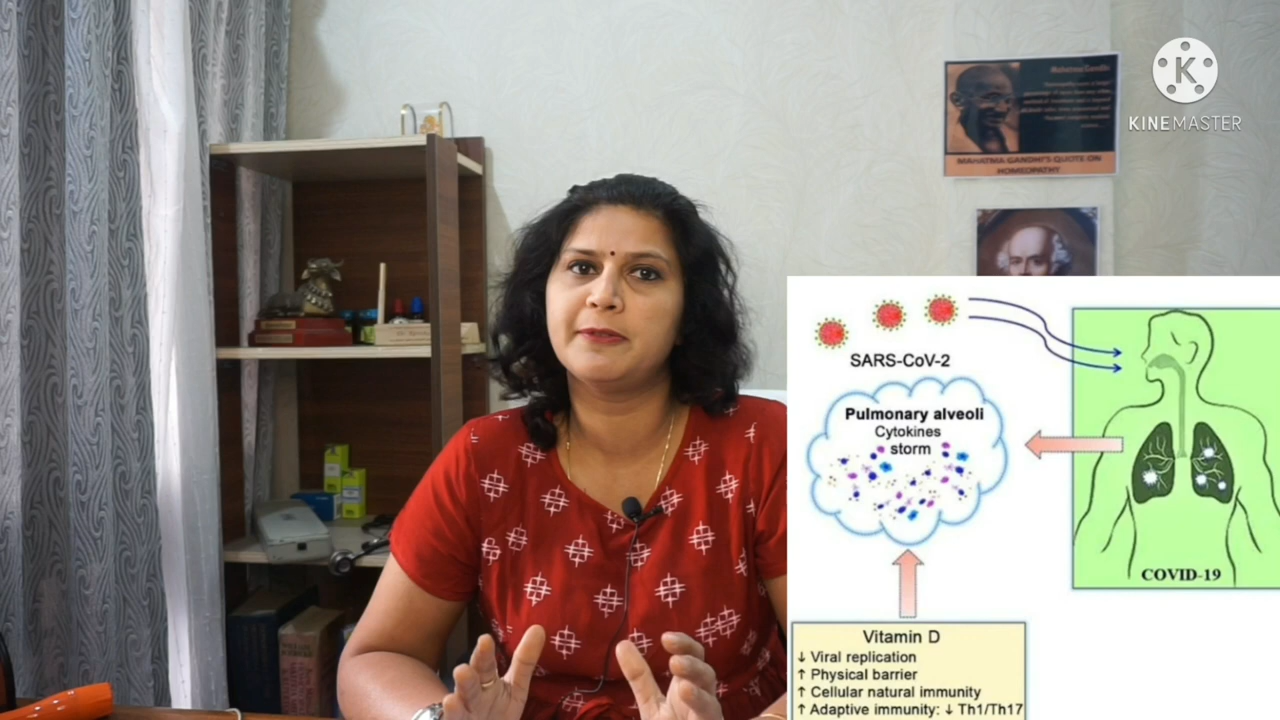 KINEMASTER
MAHATMA GANDHI'S QUOTE ON
HOMEOPATHY
SARS-CoV-2
Pulmonary alveoli
Cytokines
storm
COVID-19
Vitamin D
↓ Viral replication
↑ Physical barrier
↑ Cellular natural immunity
↑ Adaptive immunity: ↓ Th1/Th17